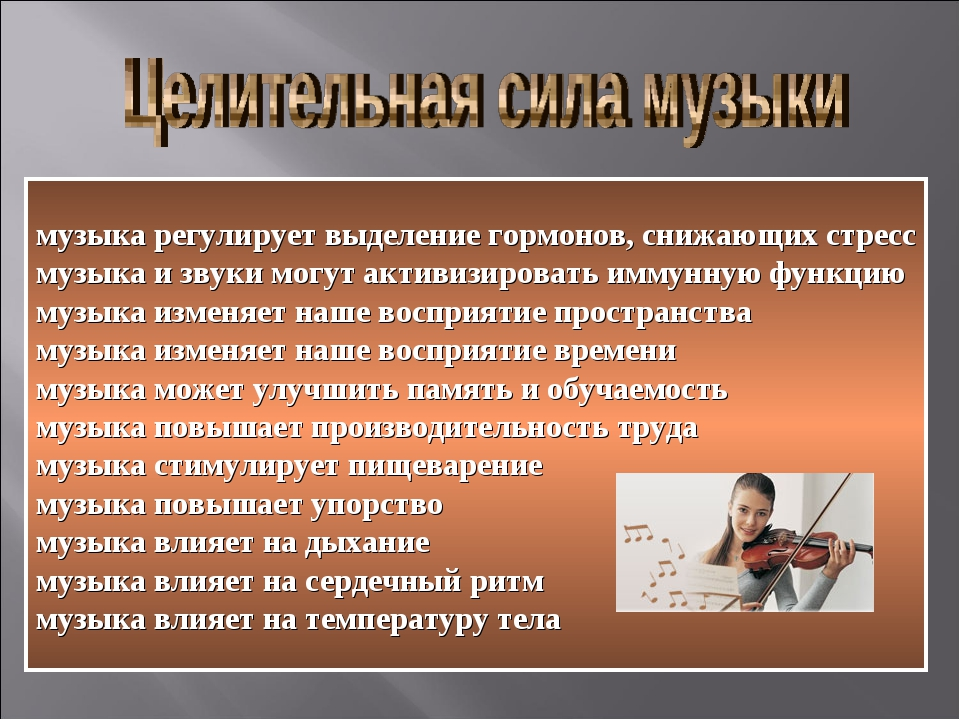 Целительная сила музыки
музыка регулирует выделение гормонов, снижающих стресс
музыка и звуки могут активизировать иммунную функцию
музыка изменяет наше восприятие пространства
музыка изменяет наше восприятие времени
музыка может улучшить память и обучаемость
музыка повышает производительность труда
музыка стимулирует пищеварение
музыка повышает упорство
музыка влияет на дыхание
музыка влияет на сердечный ритм
музыка влияет на температуру тела